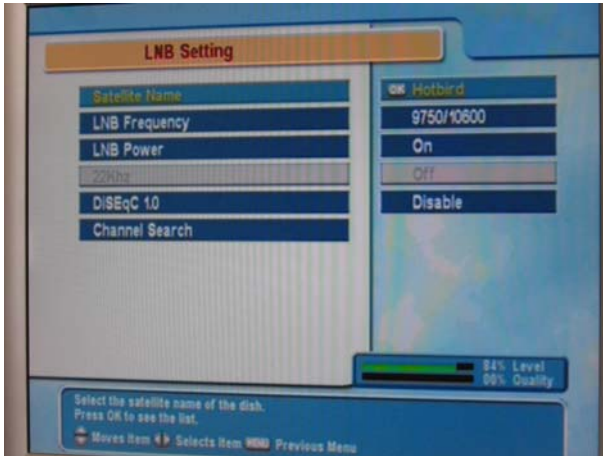 LNB Setting
Satellite Name
OK Hotbird
LNB Frequency
9750/10600
LNB Power
On
22Khz
Off
DiSEqC 1.0
Disable
Channel Search
84% Level
00% Quality
Select the satellite name of the dish.
Press OK to see the list.
Moves Item Selects Item MENU Previous Menu